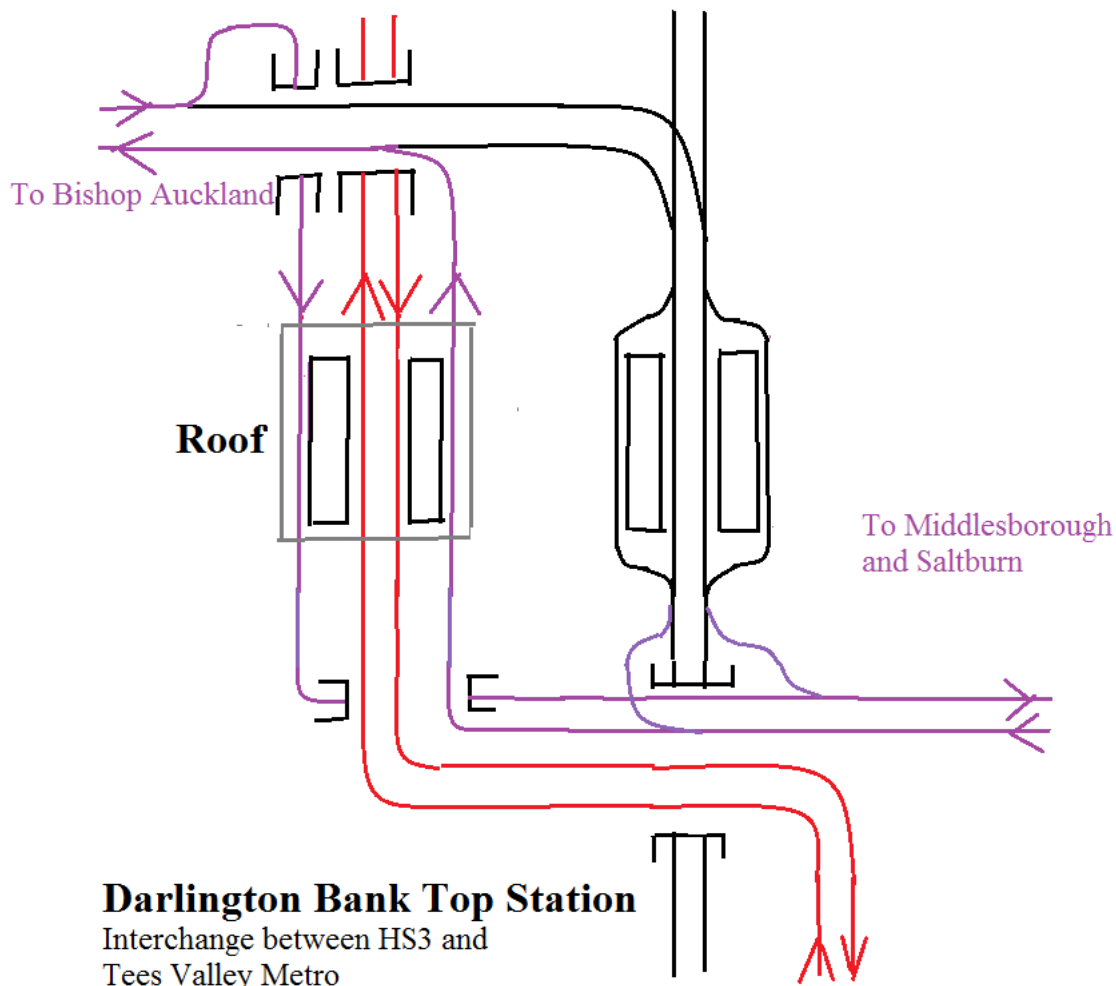 To Bishop Auckland
Roof
To Middlesborough
and Saltburn
Darlington Bank Top Station
Interchange between HS3 and
Tees Valley Metro